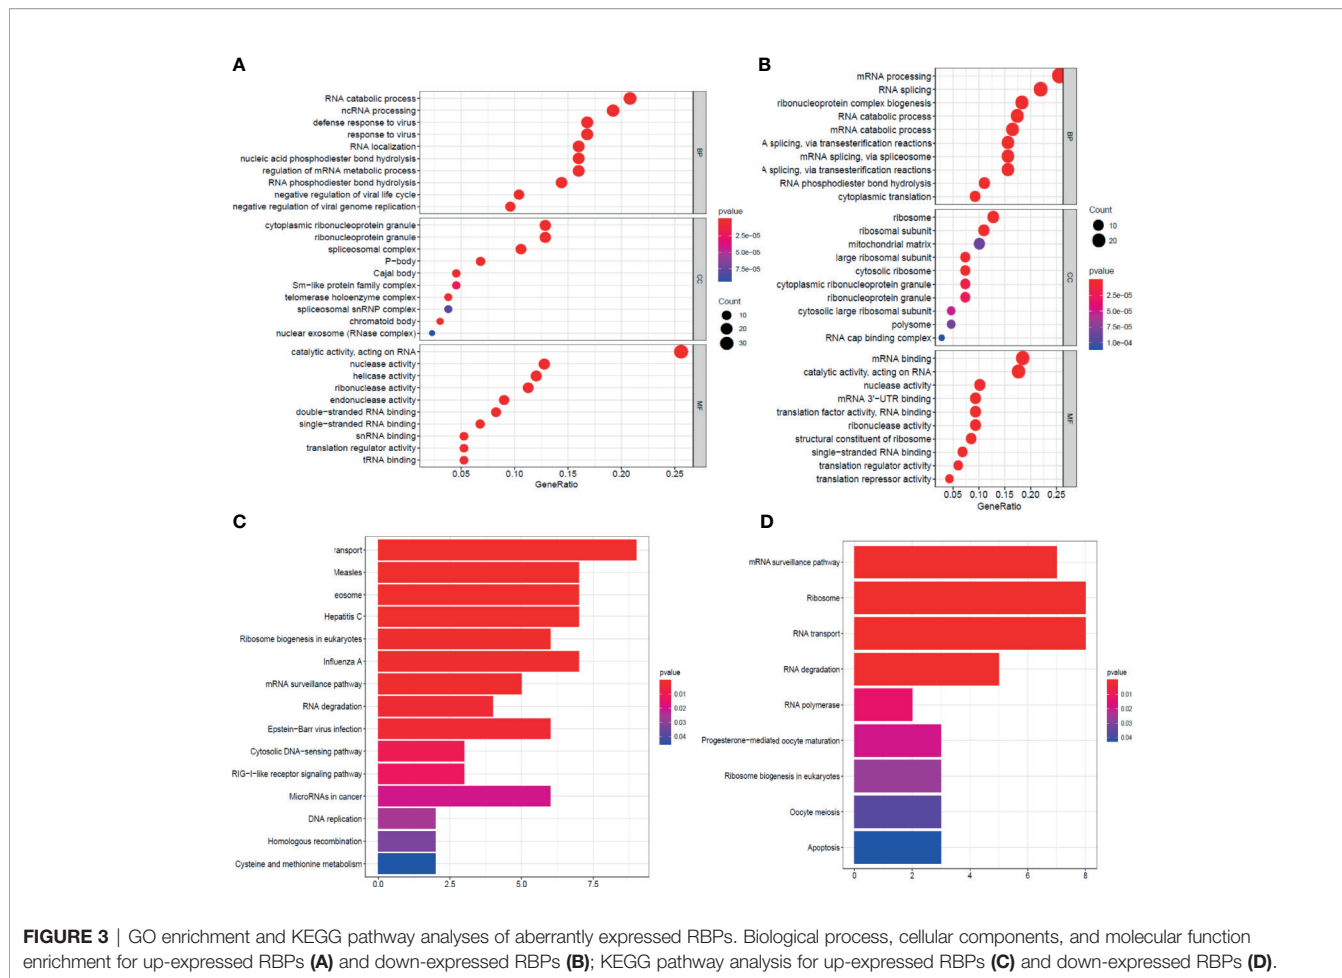 A
RNA catabolic process
ncRNA processing
defense response to virus
response to virus
RNA localization
nucleic acid phosphodiester bond hydrolysis
regulation of mRNA metabolic process
RNA phosphodiester bond hydrolysis
negative regulation of viral life cycle
negative regulation of viral genome replication
BP
cytoplasmic ribonucleoprotein granule
ribonucleoprotein granule
spliceosomal complex
P−body
Cajal body
Sm−like protein family complex
telomerase holoenzyme complex
spliceosomal snRNP complex
chromatoid body
nuclear exosome (RNase complex)
CC
catalytic activity, acting on RNA
nuclease activity
helicase activity
ribonuclease activity
endonuclease activity
double−stranded RNA binding
single−stranded RNA binding
snRNA binding
translation regulator activity
tRNA binding
MF
0.05 0.10 0.15 0.20 0.25
GeneRatio
pvalue
2.5e−05
5.0e−05
7.5e−05
Count
10
20
30
B
mRNA processing
RNA splicing
ribonucleoprotein complex biogenesis
RNA catabolic process
mRNA catabolic process
A splicing, via transesterification reactions
mRNA splicing, via spliceosome
A splicing, via transesterification reactions
RNA phosphodiester bond hydrolysis
cytoplasmic translation
BP
ribosome
ribosomal subunit
mitochondrial matrix
large ribosomal subunit
cytosolic ribosome
cytoplasmic ribonucleoprotein granule
ribonucleoprotein granule
cytosolic large ribosomal subunit
polysome
RNA cap binding complex
CC
mRNA binding
catalytic activity, acting on RNA
nuclease activity
mRNA 3'−UTR binding
translation factor activity, RNA binding
ribonuclease activity
structural constituent of ribosome
single−stranded RNA binding
translation regulator activity
translation repressor activity
MF
0.05 0.10 0.15 0.20 0.25
GeneRatio
Count
10
20
pvalue
2.5e−05
5.0e−05
7.5e−05
1.0e−04
C
ransport
Measles
eosome
Hepatitis C
Ribosome biogenesis in eukaryotes
Influenza A
mRNA surveillance pathway
RNA degradation
Epstein−Barr virus infection
Cytosolic DNA−sensing pathway
RIG−I−like receptor signaling pathway
MicroRNAs in cancer
DNA replication
Homologous recombination
Cysteine and methionine metabolism
0.0 2.5 5.0 7.5
pvalue
0.01
0.02
0.03
0.04
D
mRNA surveillance pathway
Ribosome
RNA transport
RNA degradation
RNA polymerase
Progesterone−mediated oocyte maturation
Ribosome biogenesis in eukaryotes
Oocyte meiosis
Apoptosis
0 2 4 6 8
pvalue
0.01
0.02
0.03
0.04
FIGURE 3 | GO enrichment and KEGG pathway analyses of aberrantly expressed RBPs. Biological process, cellular components, and molecular function
enrichment for up-expressed RBPs (A) and down-expressed RBPs (B); KEGG pathway analysis for up-expressed RBPs (C) and down-expressed RBPs (D).